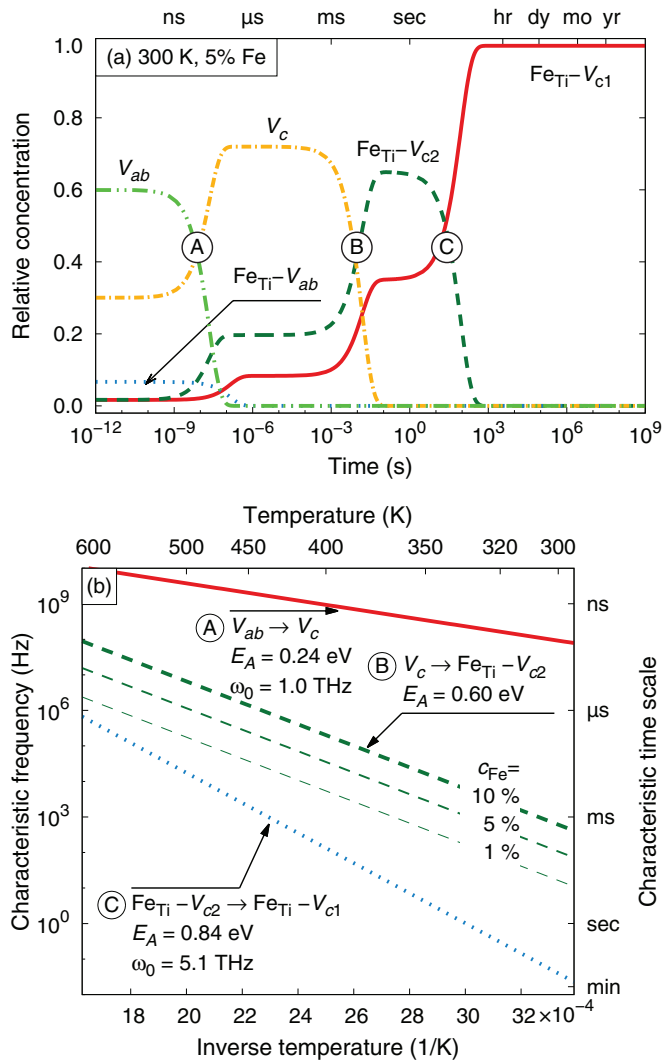 ns μs ms sec hr dy mo yr
1.0
(a) 300 K, 5% Fe
Fe_Ti−V_c1
V_c
0.8
Fe_Ti−V_c2
V_ab
0.6
A B C
Fe_Ti−V_ab
0.4
0.2
0.0
Relative concentration
10^−12 10^−9 10^−6 10^−3 10^0 10^3 10^6 10^9
Time (s)
Temperature (K)
600 500 450 400 350 320 300
(b)
10^9
ns
A V_ab → V_c
E_A = 0.24 eV
ω_0 = 1.0 THz
B V_c → Fe_Ti − V_c2
E_A = 0.60 eV
10^6
μs
c_Fe=
10 %
5 %
1 %
10^3
ms
C Fe_Ti − V_c2 → Fe_Ti − V_c1
E_A = 0.84 eV
ω_0 = 5.1 THz
10^0
sec
min
Characteristic frequency (Hz)
Characteristic time scale
18 20 22 24 26 28 30 32×10^−4
Inverse temperature (1/K)